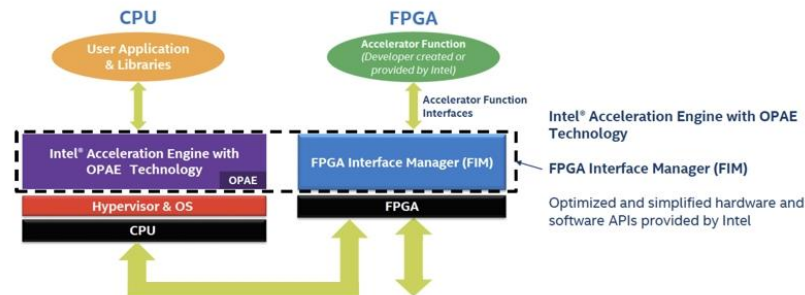 CPU
FPGA
User Application
& Libraries
Accelerator Function
(Developer created or
provided by Intel)
Accelerator Function
Interfaces
Intel® Acceleration Engine with
OPAE Technology
OPAE
FPGA Interface Manager (FIM)
Hypervisor & OS
FPGA
CPU
Intel® Acceleration Engine with OPAE
Technology
FPGA Interface Manager (FIM)
Optimized and simplified hardware and
software APIs provided by Intel